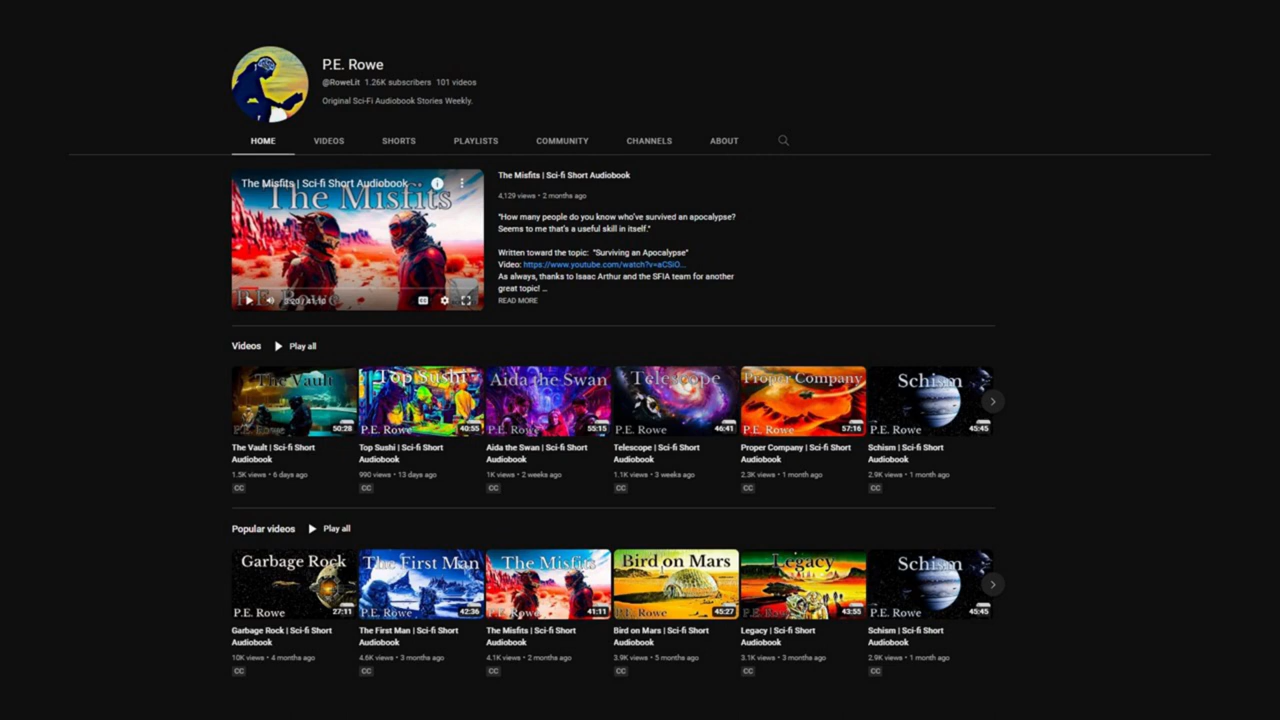 P.E. Rowe
@RoweLit 1.26K subscribers 101 videos
Original Sci-Fi Audiobook Stories Weekly.
HOME VIDEOS SHORTS PLAYLISTS COMMUNITY CHANNELS ABOUT
The Misfits | Sci-fi Short Audiobook
The Misfits
P.E. Rowe
3:20 / 41:10
The Misfits | Sci-fi Short Audiobook
4,129 views • 2 months ago
"How many people do you know who've survived an apocalypse?
Seems to me that's a useful skill in itself."
Written toward the topic: "Surviving an Apocalypse"
Video: https://www.youtube.com/watch?v=aCSiO...
As always, thanks to Isaac Arthur and the SFIA team for another
great topic! ...
READ MORE
Videos Play all
The Vault Top Sushi Aida the Swan Telescope Proper Company Schism
P.E. Rowe 50:28 P.E. Rowe 40:55 P.E. Rowe 55:15 P.E. Rowe 46:41 P.E. Rowe 57:16 P.E. Rowe 45:45
The Vault | Sci-fi Short Top Sushi | Sci-fi Short Aida the Swan | Sci-fi Short Telescope | Sci-fi Short Proper Company | Sci-fi Short Schism | Sci-fi Short
Audiobook Audiobook Audiobook Audiobook Audiobook Audiobook
1.5K views • 6 days ago 990 views • 13 days ago 1K views • 2 weeks ago 1.1K views • 3 weeks ago 2.3K views • 1 month ago 2.9K views • 1 month ago
CC CC CC CC CC CC
Popular videos Play all
Garbage Rock The First Man The Misfits Bird on Mars Legacy Schism
P.E. Rowe 27:11 P.E. Rowe 42:36 P.E. Rowe 41:11 P.E. Rowe 45:27 P.E. Rowe 43:55 P.E. Rowe 45:45
Garbage Rock | Sci-fi Short The First Man | Sci-fi Short The Misfits | Sci-fi Short Bird on Mars | Sci-fi Short Legacy | Sci-fi Short Schism | Sci-fi Short
Audiobook Audiobook Audiobook Audiobook Audiobook Audiobook
10K views • 4 months ago 4.6K views • 3 months ago 4.1K views • 2 months ago 3.9K views • 5 months ago 3.1K views • 3 months ago 2.9K views • 1 month ago
CC CC CC CC CC CC